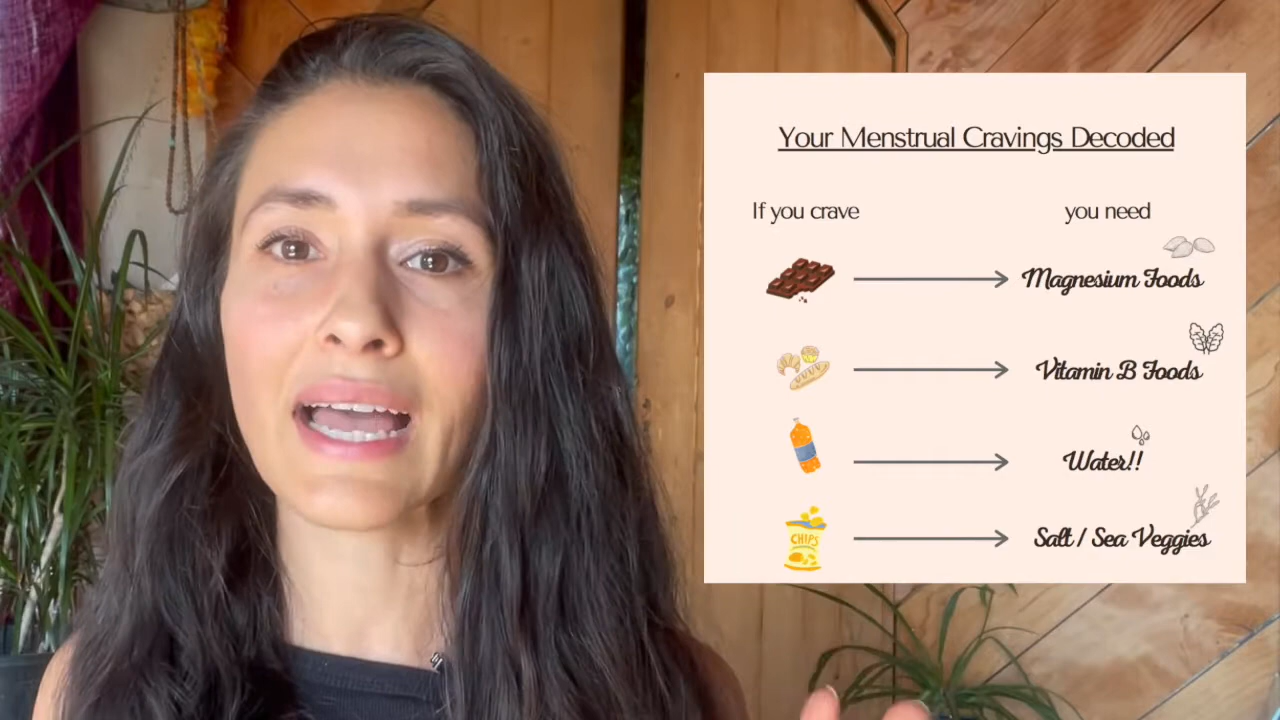 Your Menstrual Cravings Decoded
If you crave you need
Magnesium Foods
Vitamin B Foods
Water!!
CHIPS
Salt / Sea Veggies